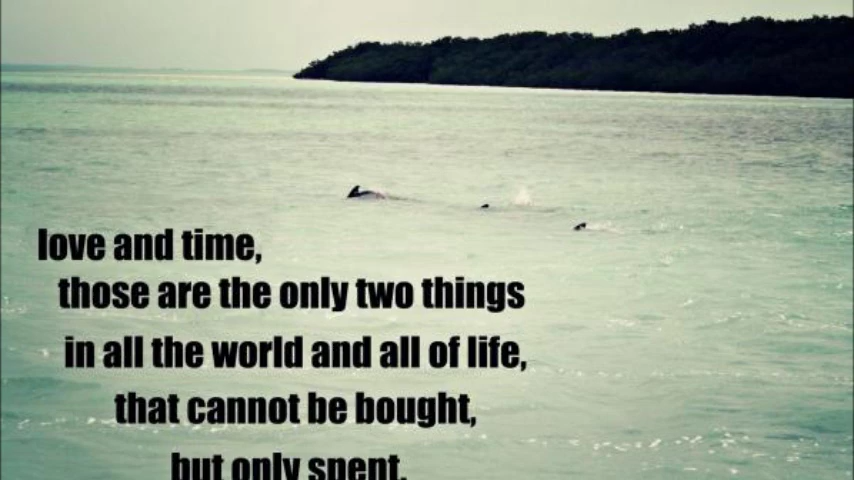 love and time,
those are the only two things
in all the world and all of life,
that cannot be bought,
but only spent.